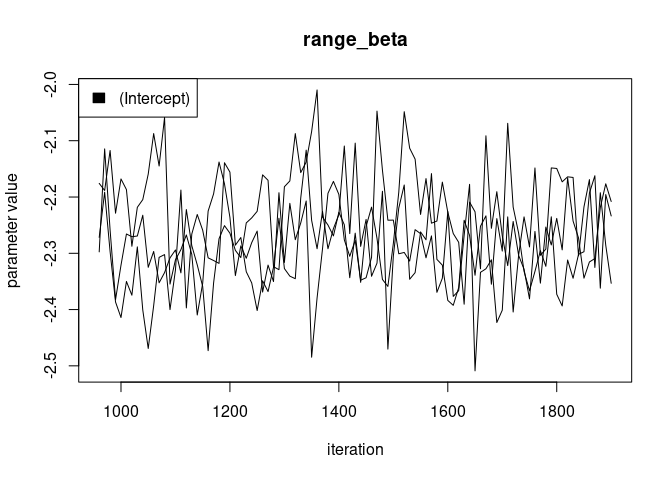 range_beta
(Intercept)
parameter value
-2.0
-2.1
-2.2
-2.3
-2.4
-2.5
1000 1200 1400 1600 1800
iteration